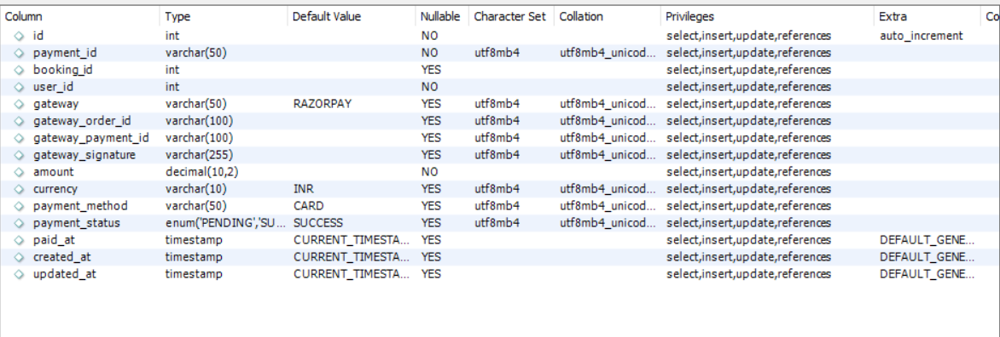 Column Type Default Value Nullable Character Set Collation Privileges Extra Co
id int NO select,insert,update,references auto_increment
payment_id varchar(50) NO utf8mb4 utf8mb4_unicod... select,insert,update,references
booking_id int YES select,insert,update,references
user_id int NO select,insert,update,references
gateway varchar(50) RAZORPAY YES utf8mb4 utf8mb4_unicod... select,insert,update,references
gateway_order_id varchar(100) YES utf8mb4 utf8mb4_unicod... select,insert,update,references
gateway_payment_id varchar(100) YES utf8mb4 utf8mb4_unicod... select,insert,update,references
gateway_signature varchar(255) YES utf8mb4 utf8mb4_unicod... select,insert,update,references
amount decimal(10,2) NO select,insert,update,references
currency varchar(10) INR YES utf8mb4 utf8mb4_unicod... select,insert,update,references
payment_method varchar(50) CARD YES utf8mb4 utf8mb4_unicod... select,insert,update,references
payment_status enum('PENDING','SU... SUCCESS YES utf8mb4 utf8mb4_unicod... select,insert,update,references
paid_at timestamp CURRENT_TIMESTA... YES select,insert,update,references DEFAULT_GENE...
created_at timestamp CURRENT_TIMESTA... YES select,insert,update,references DEFAULT_GENE...
updated_at timestamp CURRENT_TIMESTA... YES select,insert,update,references DEFAULT_GENE...